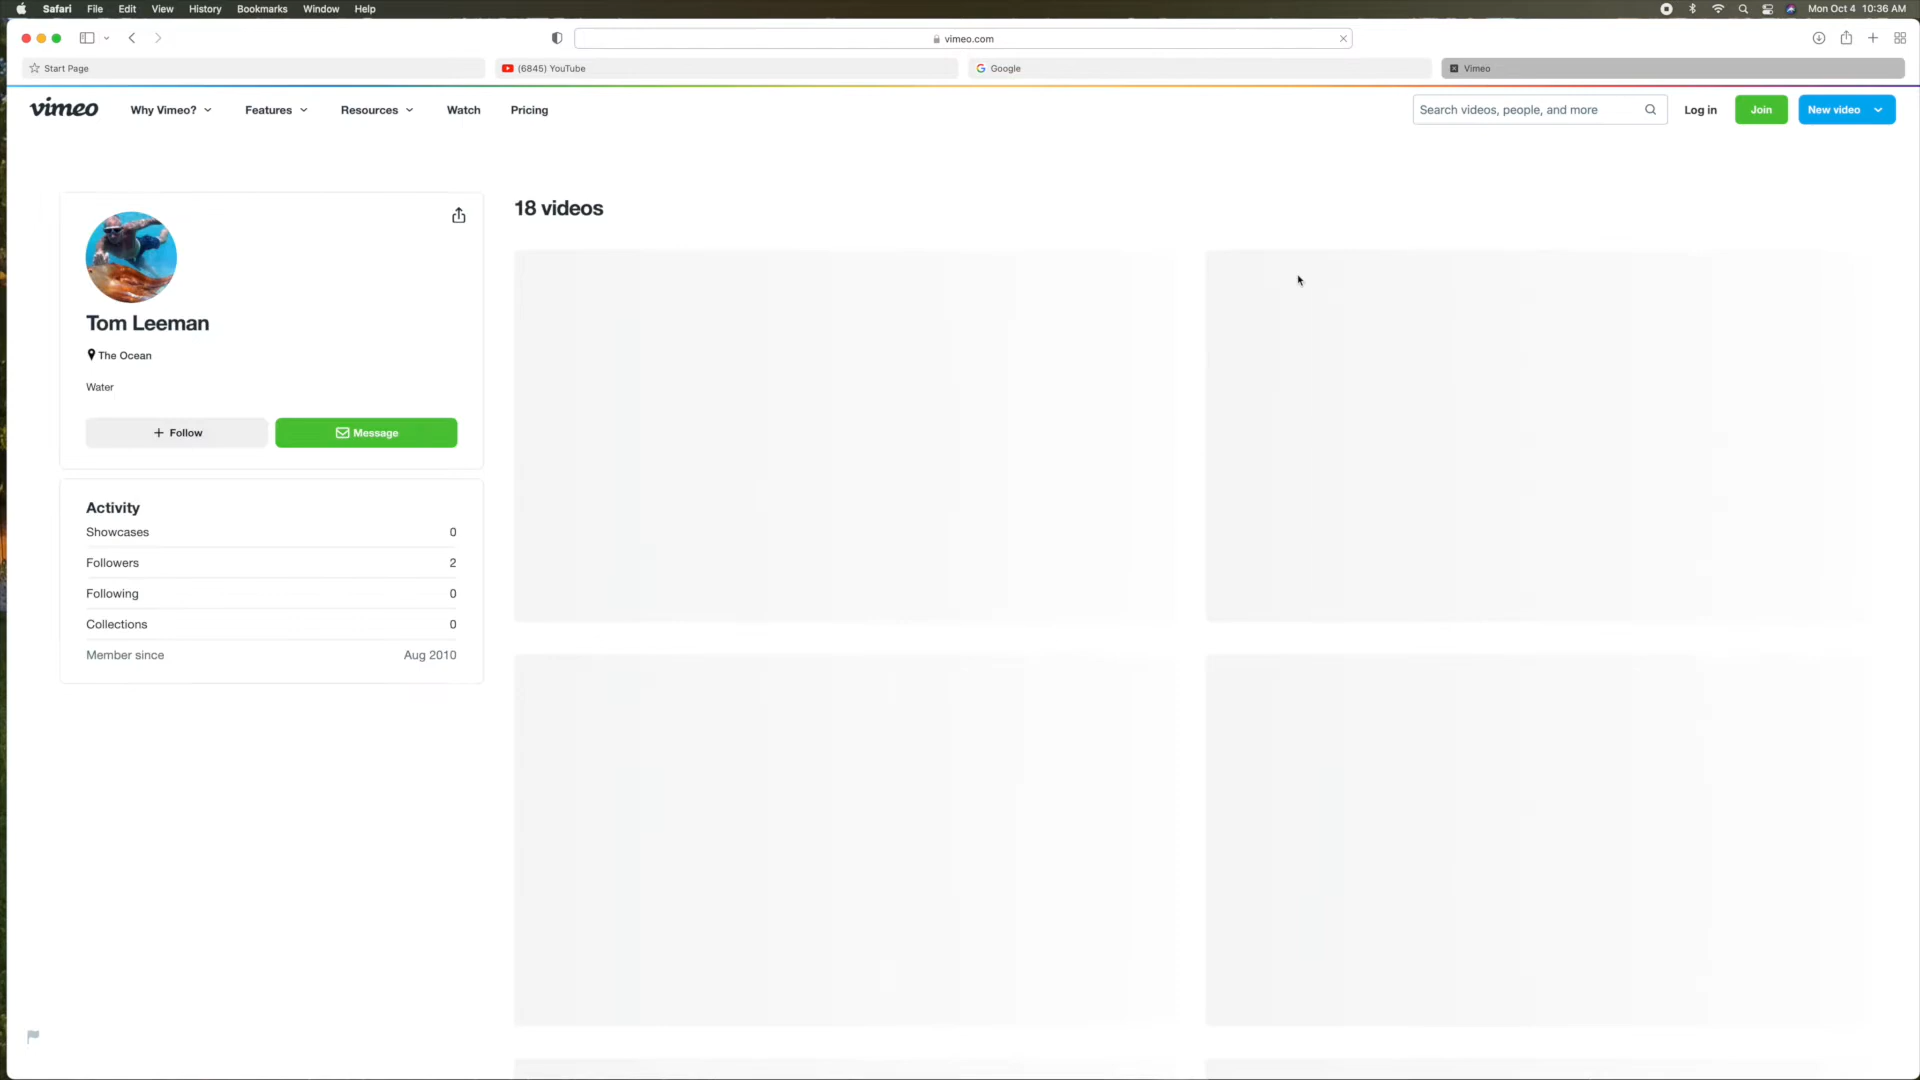 Safari File Edit View History Bookmarks Window Help Mon Oct 4 10:36 AM
vimeo.com
Start Page (6845) YouTube Google Vimeo
vimeo Why Vimeo? Features Resources Watch Pricing Search videos, people, and more Log in Join New video
18 videos
Tom Leeman
The Ocean
Water
+ Follow Message
Activity
Showcases 0
Followers 2
Following 0
Collections 0
Member since Aug 2010